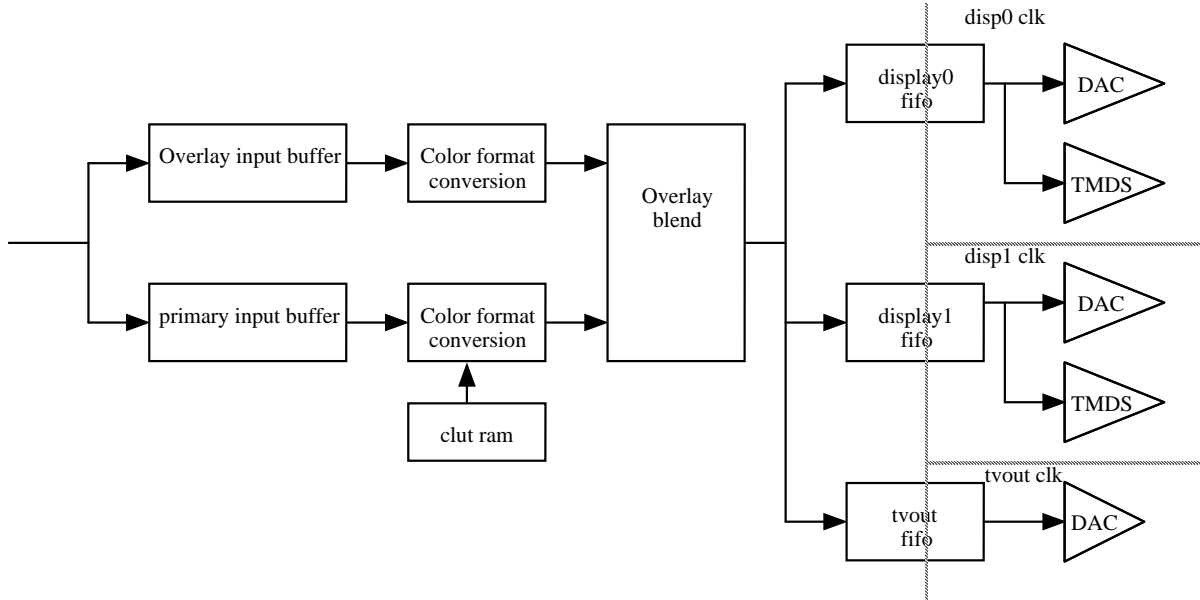 disp0 clk
display0
fifo
DAC
Overlay input buffer
Color format
conversion
TMDS
Overlay
blend
disp1 clk
primary input buffer
Color format
conversion
display1
fifo
DAC
TMDS
clut ram
tvout clk
tvout
fifo
DAC